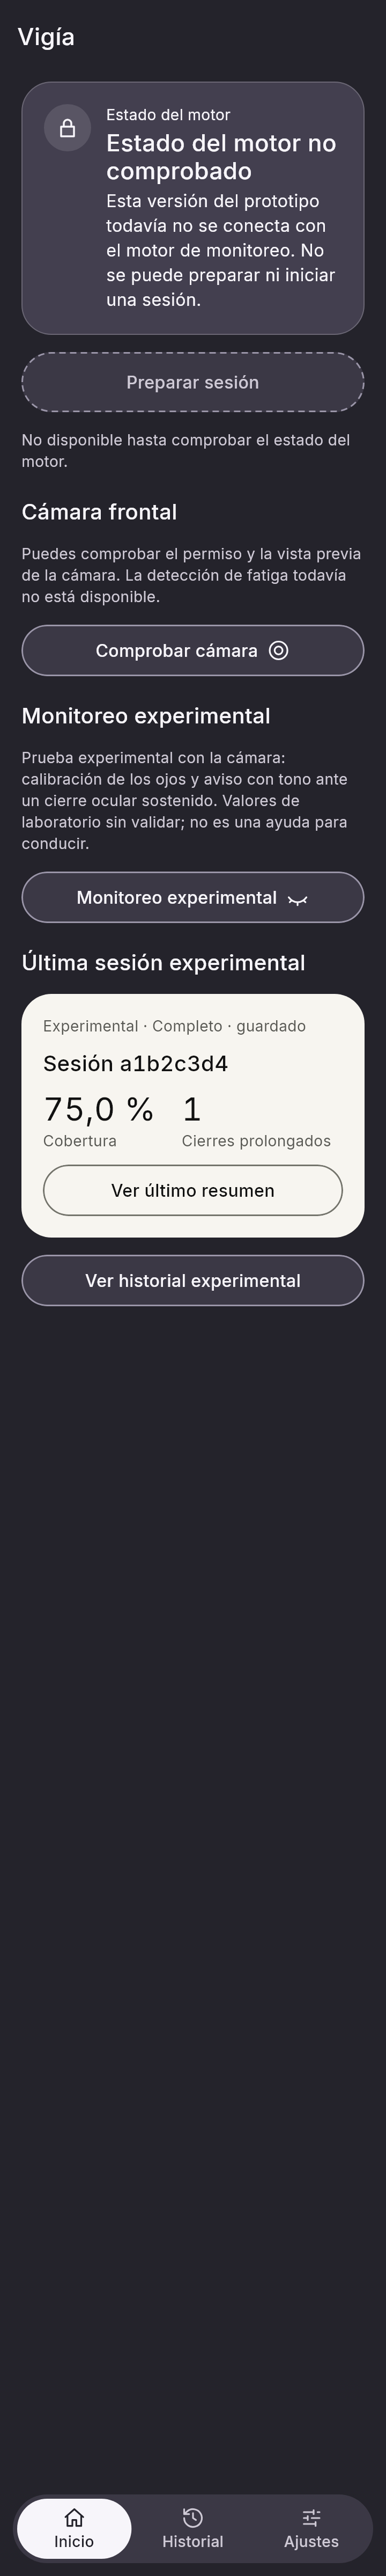 Vigía
Estado del motor
Estado del motor no
comprobado
Esta versión del prototipo
todavía no se conecta con
el motor de monitoreo. No
se puede preparar ni iniciar
una sesión.
Preparar sesión
No disponible hasta comprobar el estado del
motor.
Cámara frontal
Puedes comprobar el permiso y la vista previa
de la cámara. La detección de fatiga todavía
no está disponible.
Comprobar cámara
Monitoreo experimental
Prueba experimental con la cámara:
calibración de los ojos y aviso con tono ante
un cierre ocular sostenido. Valores de
laboratorio sin validar; no es una ayuda para
conducir.
Monitoreo experimental
Última sesión experimental
Experimental · Completo · guardado
Sesión a1b2c3d4
75,0 % 1
Cobertura Cierres prolongados
Ver último resumen
Ver historial experimental
Inicio Historial Ajustes